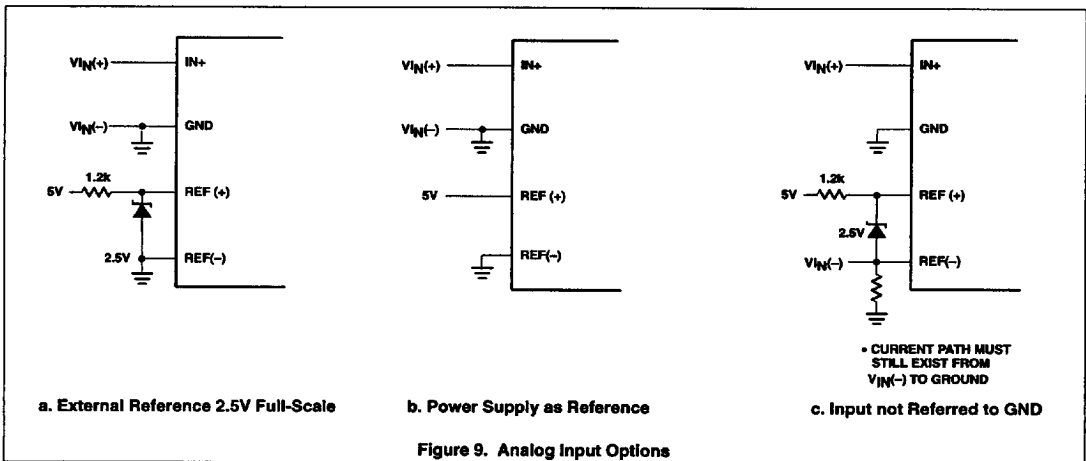 VIN(+)
IN+
VIN(–)
GND
1.2k
5V
REF (+)
2.5V
REF(–)
a. External Reference 2.5V Full-Scale
VIN(+)
IN+
VIN(–)
GND
5V
REF (+)
REF(–)
b. Power Supply as Reference
VIN(+)
IN+
GND
1.2k
5V
REF (+)
2.5V
VIN(–)
REF(–)
• CURRENT PATH MUST
STILL EXIST FROM
VIN(–) TO GROUND
c. Input not Referred to GND
Figure 9. Analog Input Options